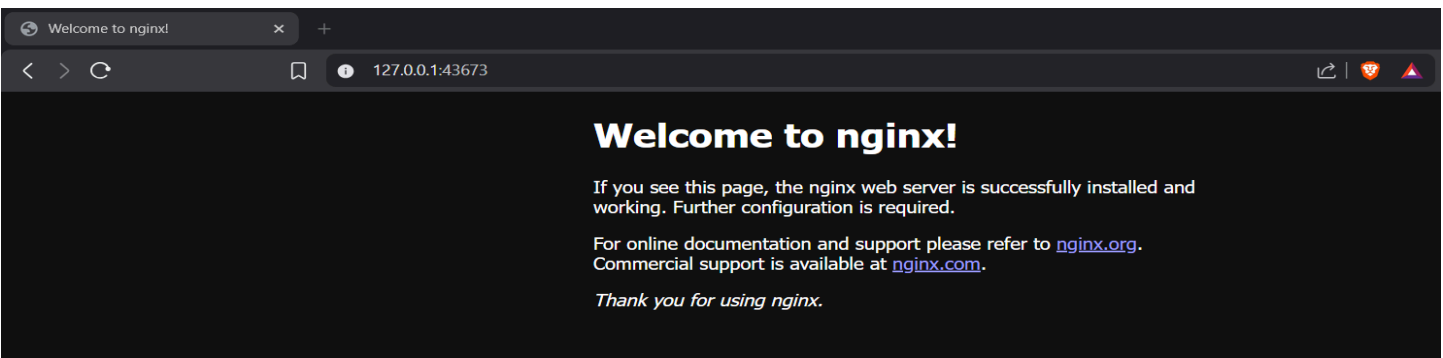 Welcome to nginx!
127.0.0.1:43673
Welcome to nginx!
If you see this page, the nginx web server is successfully installed and
working. Further configuration is required.
For online documentation and support please refer to nginx.org.
Commercial support is available at nginx.com.
Thank you for using nginx.